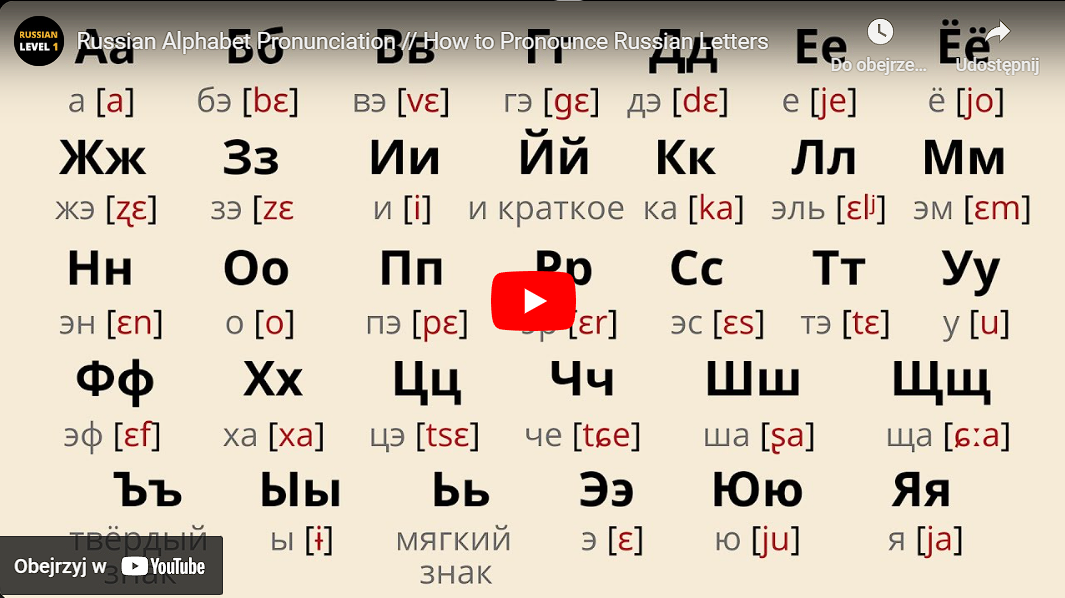 RUSSIAN LEVEL 1
Russian Alphabet Pronunciation // How to Pronounce Russian Letters
Do obejrze...
Udostępnij
Аа Бб Вв Гг Дд Ее Ёё
а [a] бэ [bɛ] вэ [vɛ] гэ [gɛ] дэ [dɛ] е [je] ё [jo]
Жж Зз Ии Йй Кк Лл Мм
жэ [ʐɛ] зэ [zɛ и [i] и краткое ка [ka] эль [ɛlʲ] эм [ɛm]
Нн Оо Пп Рр Сс Тт Уу
эн [ɛn] о [o] пэ [pɛ] эр [ɛr] эс [ɛs] тэ [tɛ] у [u]
Фф Хх Цц Чч Шш Щщ
эф [ɛf] ха [xa] цэ [tsɛ] че [tɕe] ша [ʂa] ща [ɕːa]
Ъъ Ыы Ьь Ээ Юю Яя
твёрдый ы [ɨ] мягкий э [ɛ] ю [ju] я [ja]
знак знак
Obejrzyj w YouTube